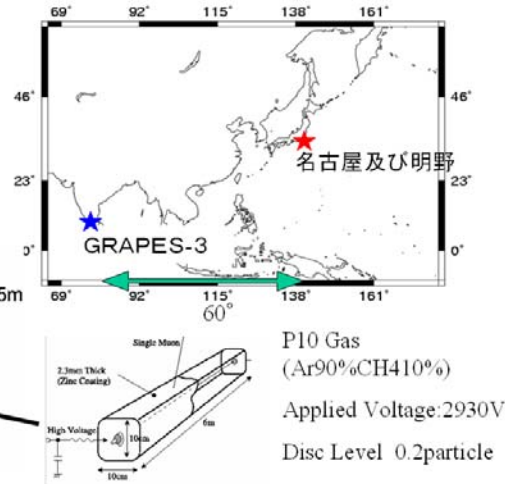 69° 92° 115° 138° 161°
46°
46°
23°
23°
0°
0°
名古屋及び明野
GRAPES-3
5m
69° 92° 115° 138° 161°
60°
P10 Gas
(Ar90%CH410%)
Applied Voltage:2930V
Disc Level 0.2particle
Single Muon
2.3mm Thick
(Zinc Coating)
High Voltage
10cm
6m
10cm